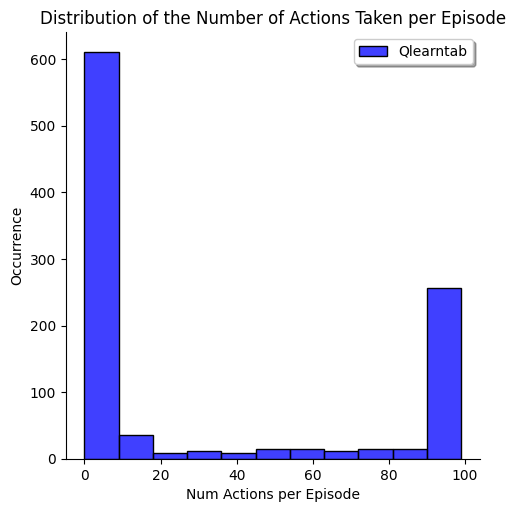 Distribution of the Number of Actions Taken per Episode
Qlearntab
Occurrence
600
500
400
300
200
100
0
0 20 40 60 80 100
Num Actions per Episode